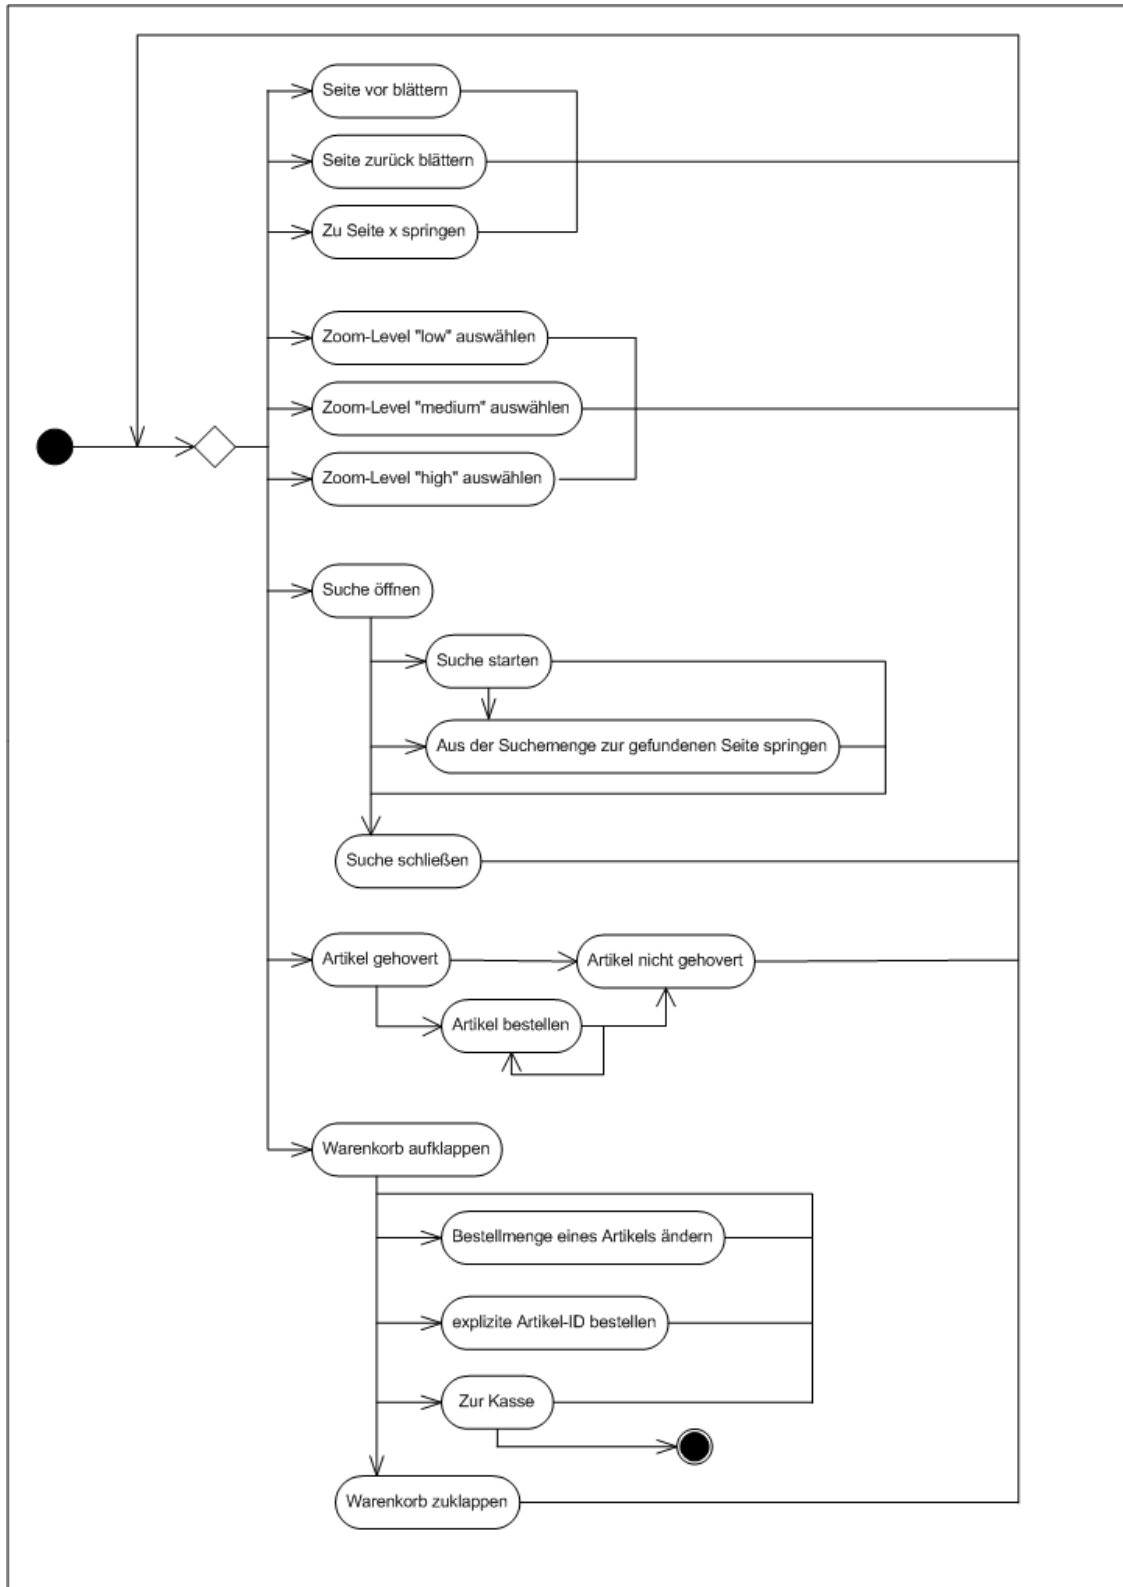 Seite vor blättern
Seite zurück blättern
Zu Seite x springen
Zoom-Level "low" auswählen
Zoom-Level "medium" auswählen
Zoom-Level "high" auswählen
Suche öffnen
Suche starten
Aus der Suchemenge zur gefundenen Seite springen
Suche schließen
Artikel gehovert
Artikel nicht gehovert
Artikel bestellen
Warenkorb aufklappen
Bestellmenge eines Artikels ändern
explizite Artikel-ID bestellen
Zur Kasse
Warenkorb zuklappen